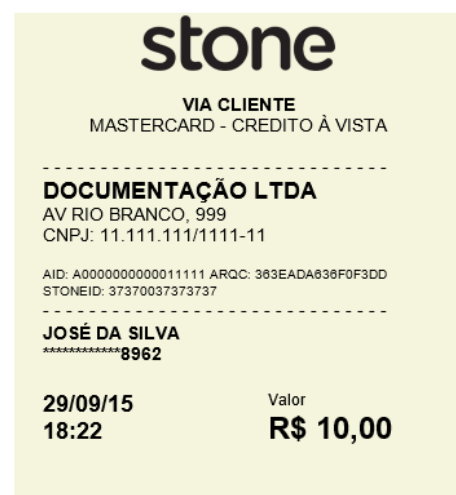 stone
VIA CLIENTE
MASTERCARD - CREDITO À VISTA
- - - - - - - - - - - - - - - - - - - - - - - - - - - - - -
DOCUMENTAÇÃO LTDA
AV RIO BRANCO, 999
CNPJ: 11.111.111/1111-11
AID: A0000000000011111 ARQC: 363EADA636F0F3DD
STONEID: 37370037373737
- - - - - - - - - - - - - - - - - - - - - - - - - - - - - -
JOSÉ DA SILVA
************8962
29/09/15
18:22
Valor
R$ 10,00